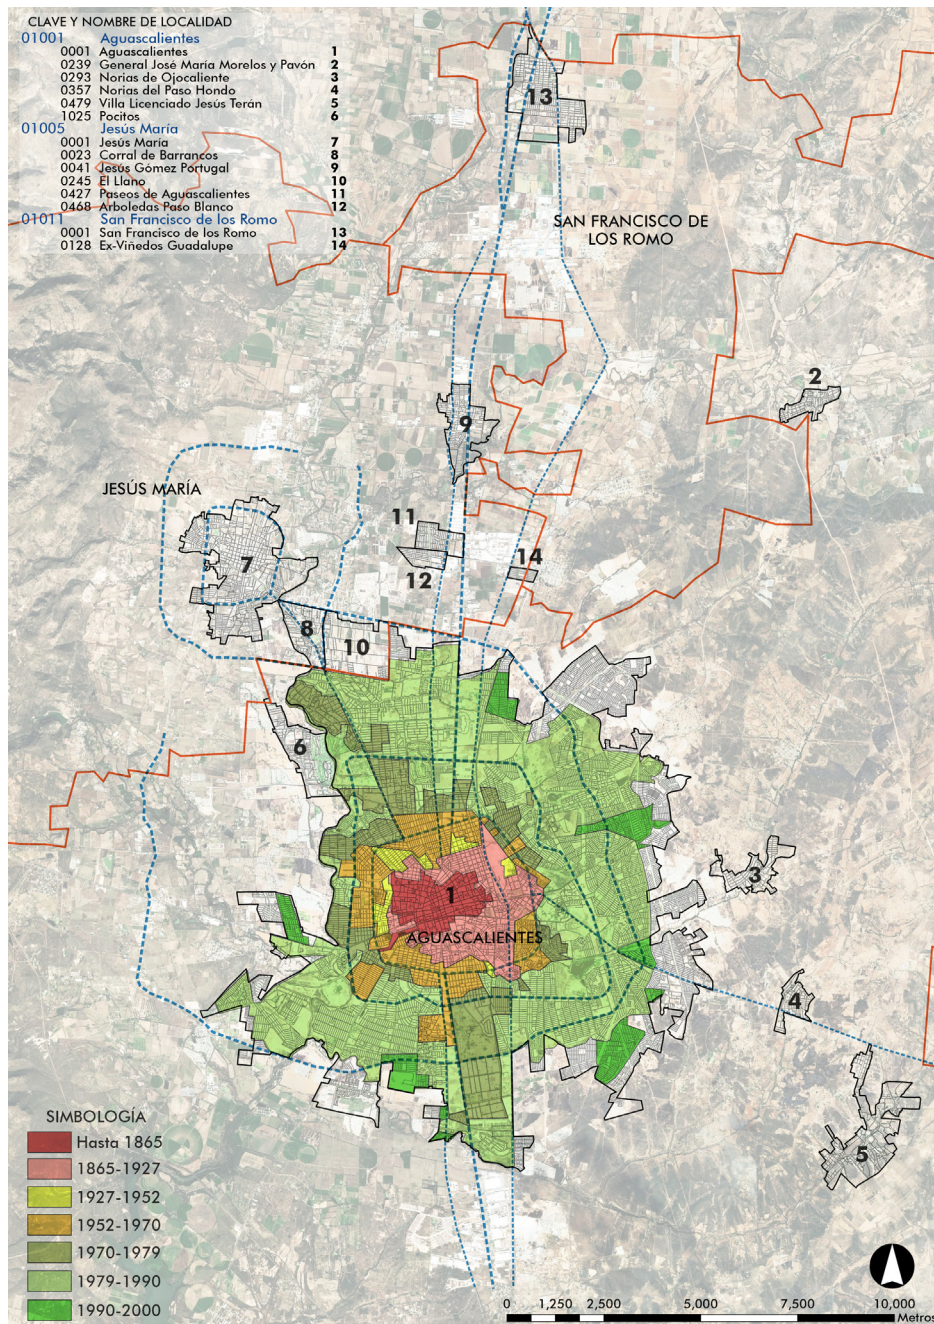 CLAVE Y NOMBRE DE LOCALIDAD
01001 Aguascalientes
0001 Aguascalientes 1
0239 General José María Morelos y Pavón 2
0293 Norias de Ojocaliente 3
0357 Norias del Paso Hondo 4
0479 Villa Licenciado Jesús Terán 5
1025 Pocitos 6
01005 Jesús María
0001 Jesús María 7
0023 Corral de Barrancos 8
0041 Jesús Gómez Portugal 9
0245 El Llano 10
0427 Paseos de Aguascalientes 11
0468 Arboledas Paso Blanco 12
01011 San Francisco de los Romo
0001 San Francisco de los Romo 13
0128 Ex-Viñedos Guadalupe 14
13
SAN FRANCISCO DE
LOS ROMO
2
9
JESÚS MARÍA
11
14
7
12
8
10
6
3
1
AGUASCALIENTES
4
5
SIMBOLOGÍA
Hasta 1865
1865-1927
1927-1952
1952-1970
1970-1979
1979-1990
1990-2000
0 1,250 2,500 5,000 7,500 10,000
Metros